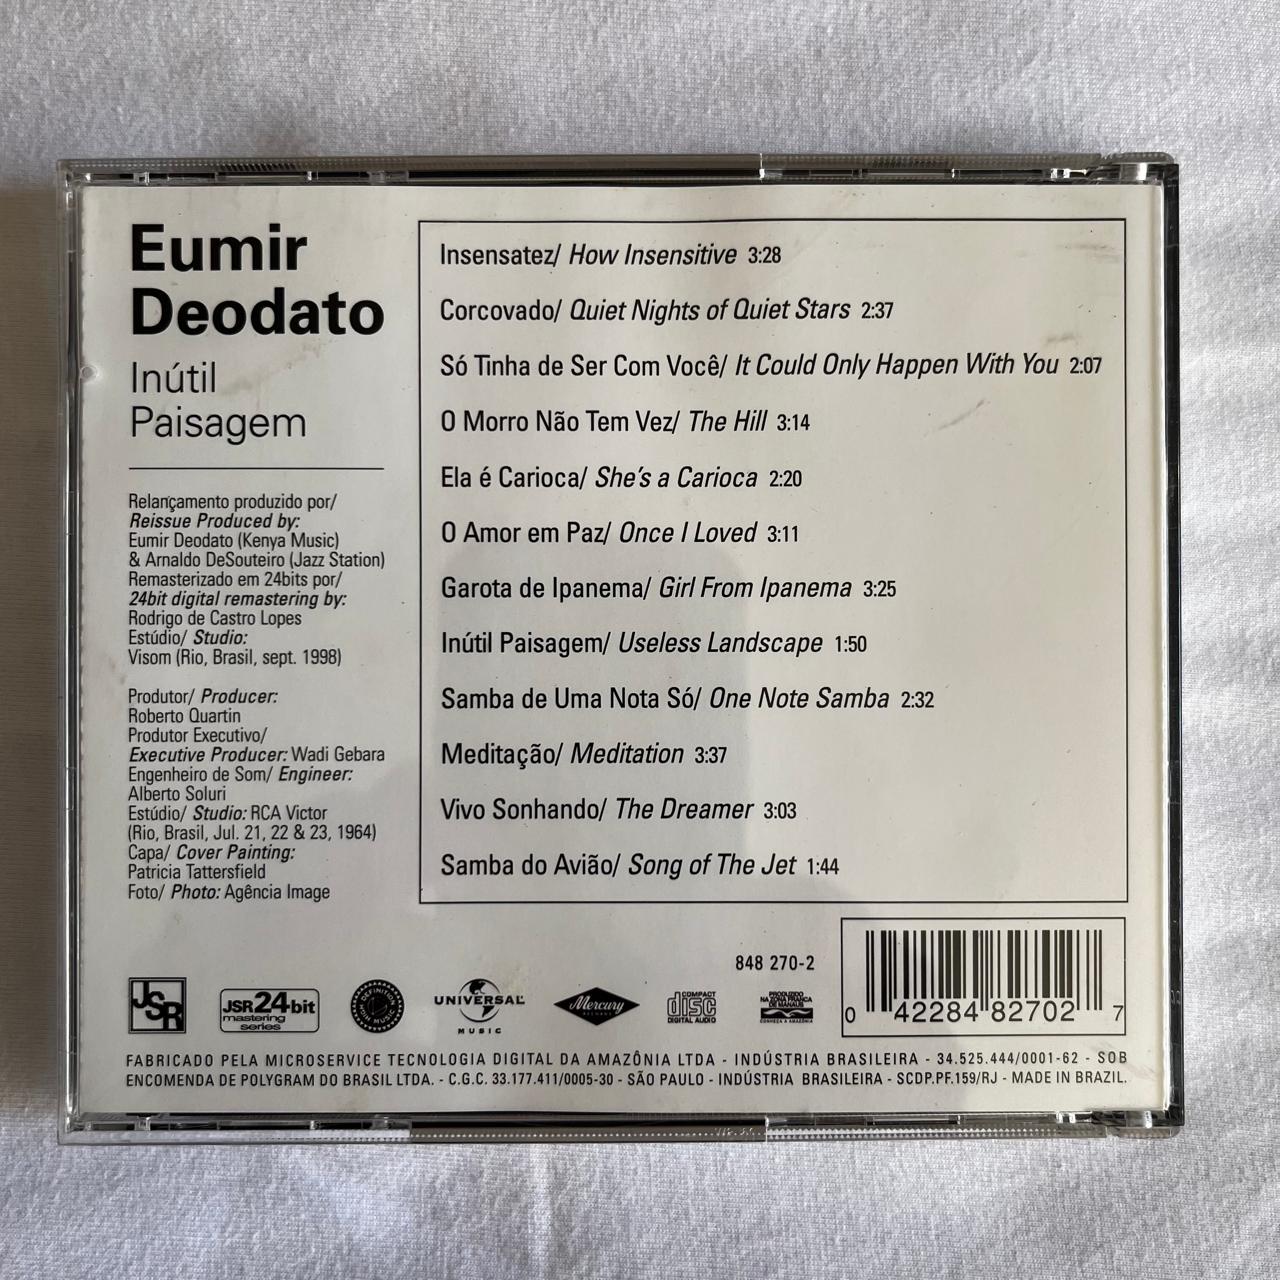 Eumir
Deodato
Inútil
Paisagem
Relançamento produzido por/
Reissue Produced by:
Eumir Deodato (Kenya Music)
& Arnaldo DeSouteiro (Jazz Station)
Remasterizado em 24bits por/
24bit digital remastering by:
Rodrigo de Castro Lopes
Estúdio/ Studio:
Visom (Rio, Brasil, sept. 1998)
Produtor/ Producer:
Roberto Quartin
Produtor Executivo/
Executive Producer: Wadi Gebara
Engenheiro de Som/ Engineer:
Alberto Soluri
Estúdio/ Studio: RCA Victor
(Rio, Brasil, Jul. 21, 22 & 23, 1964)
Capa/ Cover Painting:
Patricia Tattersfield
Foto/ Photo: Agência Image
Insensatez/ How Insensitive 3:28
Corcovado/ Quiet Nights of Quiet Stars 2:37
Só Tinha de Ser Com Você/ It Could Only Happen With You 2:07
O Morro Não Tem Vez/ The Hill 3:14
Ela é Carioca/ She's a Carioca 2:20
O Amor em Paz/ Once I Loved 3:11
Garota de Ipanema/ Girl From Ipanema 3:25
Inútil Paisagem/ Useless Landscape 1:50
Samba de Uma Nota Só/ One Note Samba 2:32
Meditação/ Meditation 3:37
Vivo Sonhando/ The Dreamer 3:03
Samba do Avião/ Song of The Jet 1:44
848 270-2
0 42284 82702 7
JSR
JSR 24bit
mastering
series
UNIVERSAL
MUSIC
Mercury
COMPACT
disc
DIGITAL AUDIO
PRODUZIDO
NA ZONA FRANCA
DE MANAUS
CONHEÇA A AMAZÔNIA
FABRICADO PELA MICROSERVICE TECNOLOGIA DIGITAL DA AMAZÔNIA LTDA - INDÚSTRIA BRASILEIRA - 34.525.444/0001-62 - SOB
ENCOMENDA DE POLYGRAM DO BRASIL LTDA. - C.G.C. 33.177.411/0005-30 - SÃO PAULO - INDÚSTRIA BRASILEIRA - SCDP.PF.159/RJ - MADE IN BRAZIL.